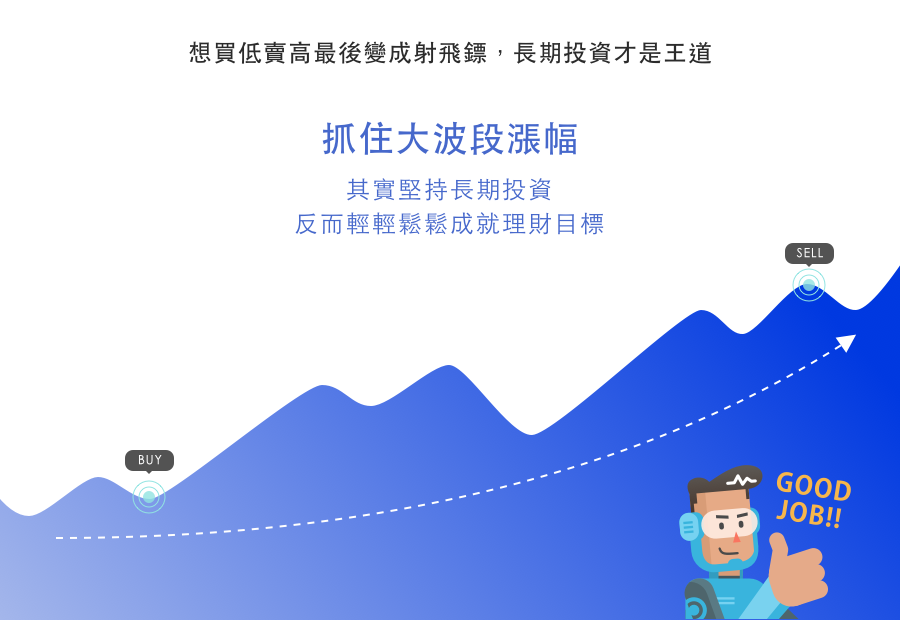 想買低賣高最後變成射飛鏢，長期投資才是王道
抓住大波段漲幅
其實堅持長期投資
反而輕輕鬆鬆成就理財目標
SELL
BUY
GOOD
JOB!!